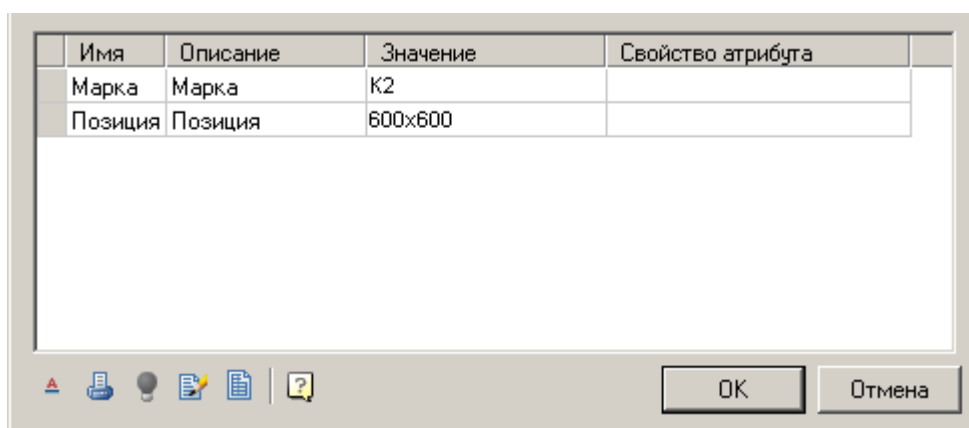 Имя Описание Значение Свойство атрибута
Марка Марка К2
Позиция Позиция 600x600
ОК Отмена